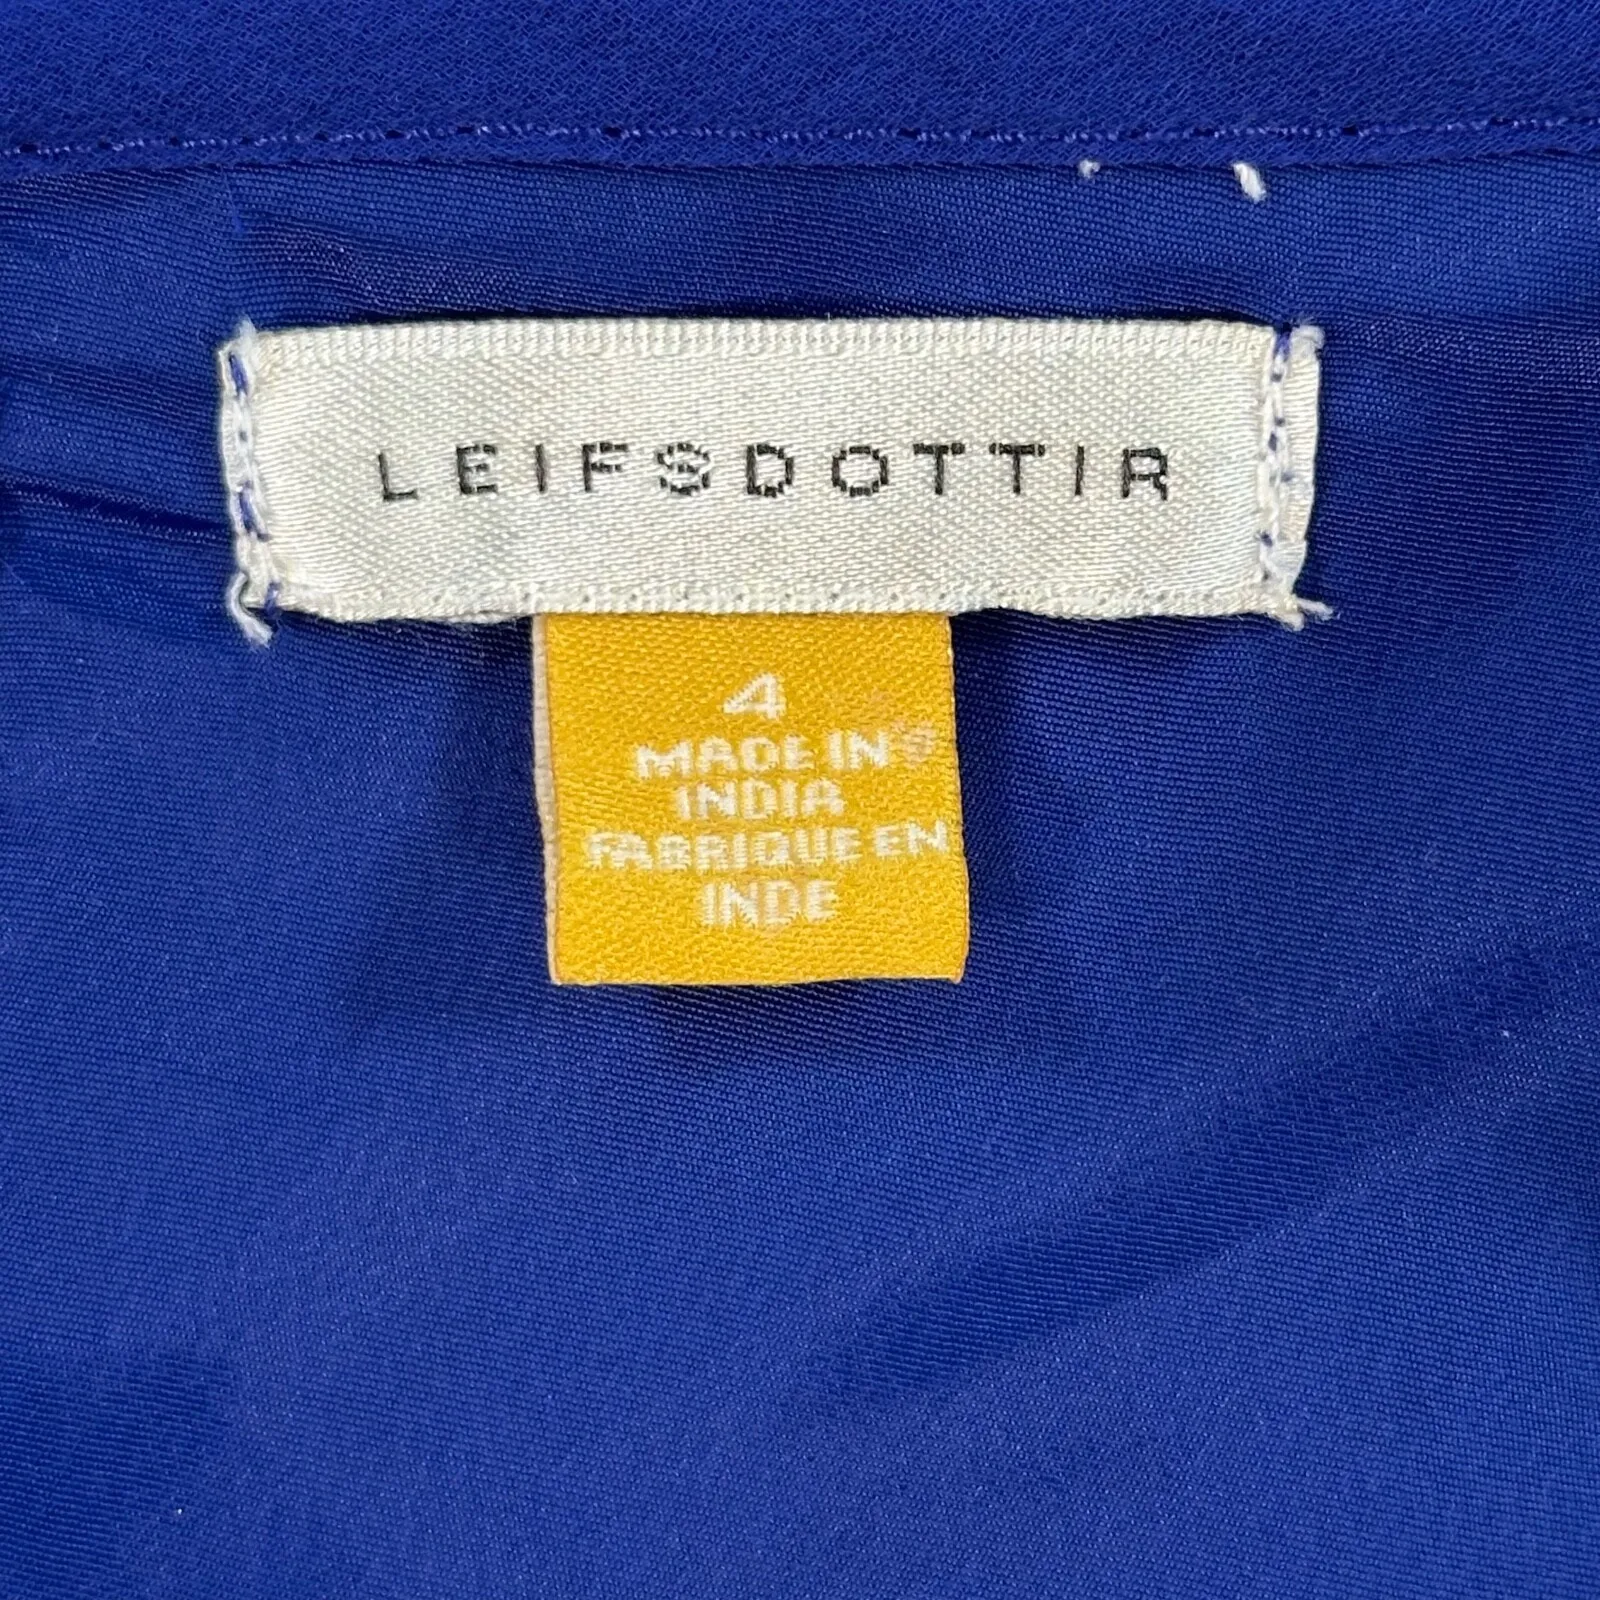 LEIFSDOTTIR
4
MADE IN
INDIA
FABRIQUE EN
INDE